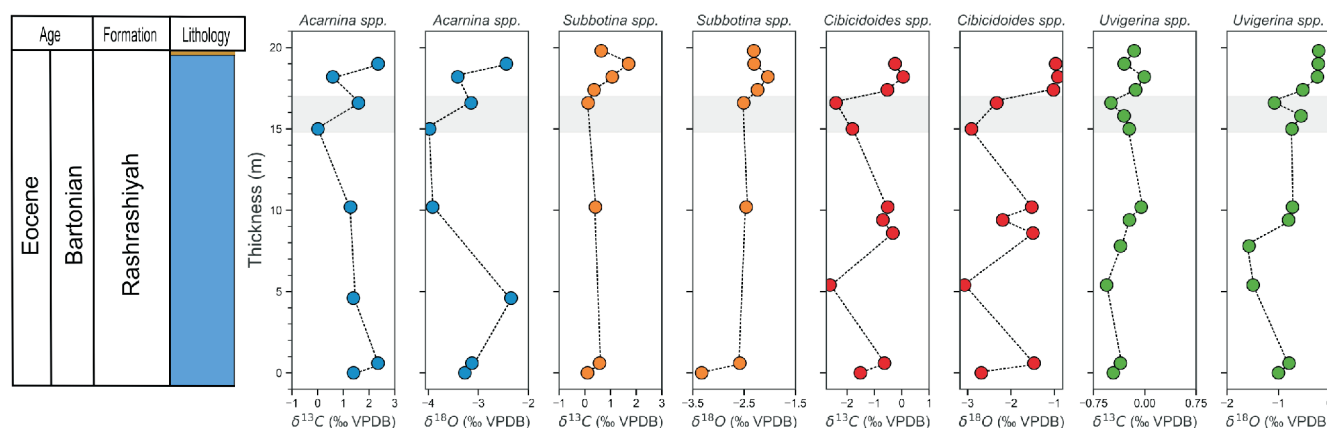 Acarnina spp. Acarnina spp. Subbotina spp. Subbotina spp. Cibicidoides spp. Cibicidoides spp. Uvigerina spp. Uvigerina spp.
Age Formation Lithology
Eocene
Bartonian
Rashrashiyah
Thickness (m)
20
15
10
5
0
−1 0 1 2 3 −4 −3 −2 −1 0 1 2 3 −3.5 −2.5 −1.5 −2 −1 0 1 −3 −2 −1 −0.75 0.00 0.75 −2 −1 0
δ¹³C (‰ VPDB) δ¹⁸O (‰ VPDB) δ¹³C (‰ VPDB) δ¹⁸O (‰ VPDB) δ¹³C (‰ VPDB) δ¹⁸O (‰ VPDB) δ¹³C (‰ VPDB) δ¹⁸O (‰ VPDB)